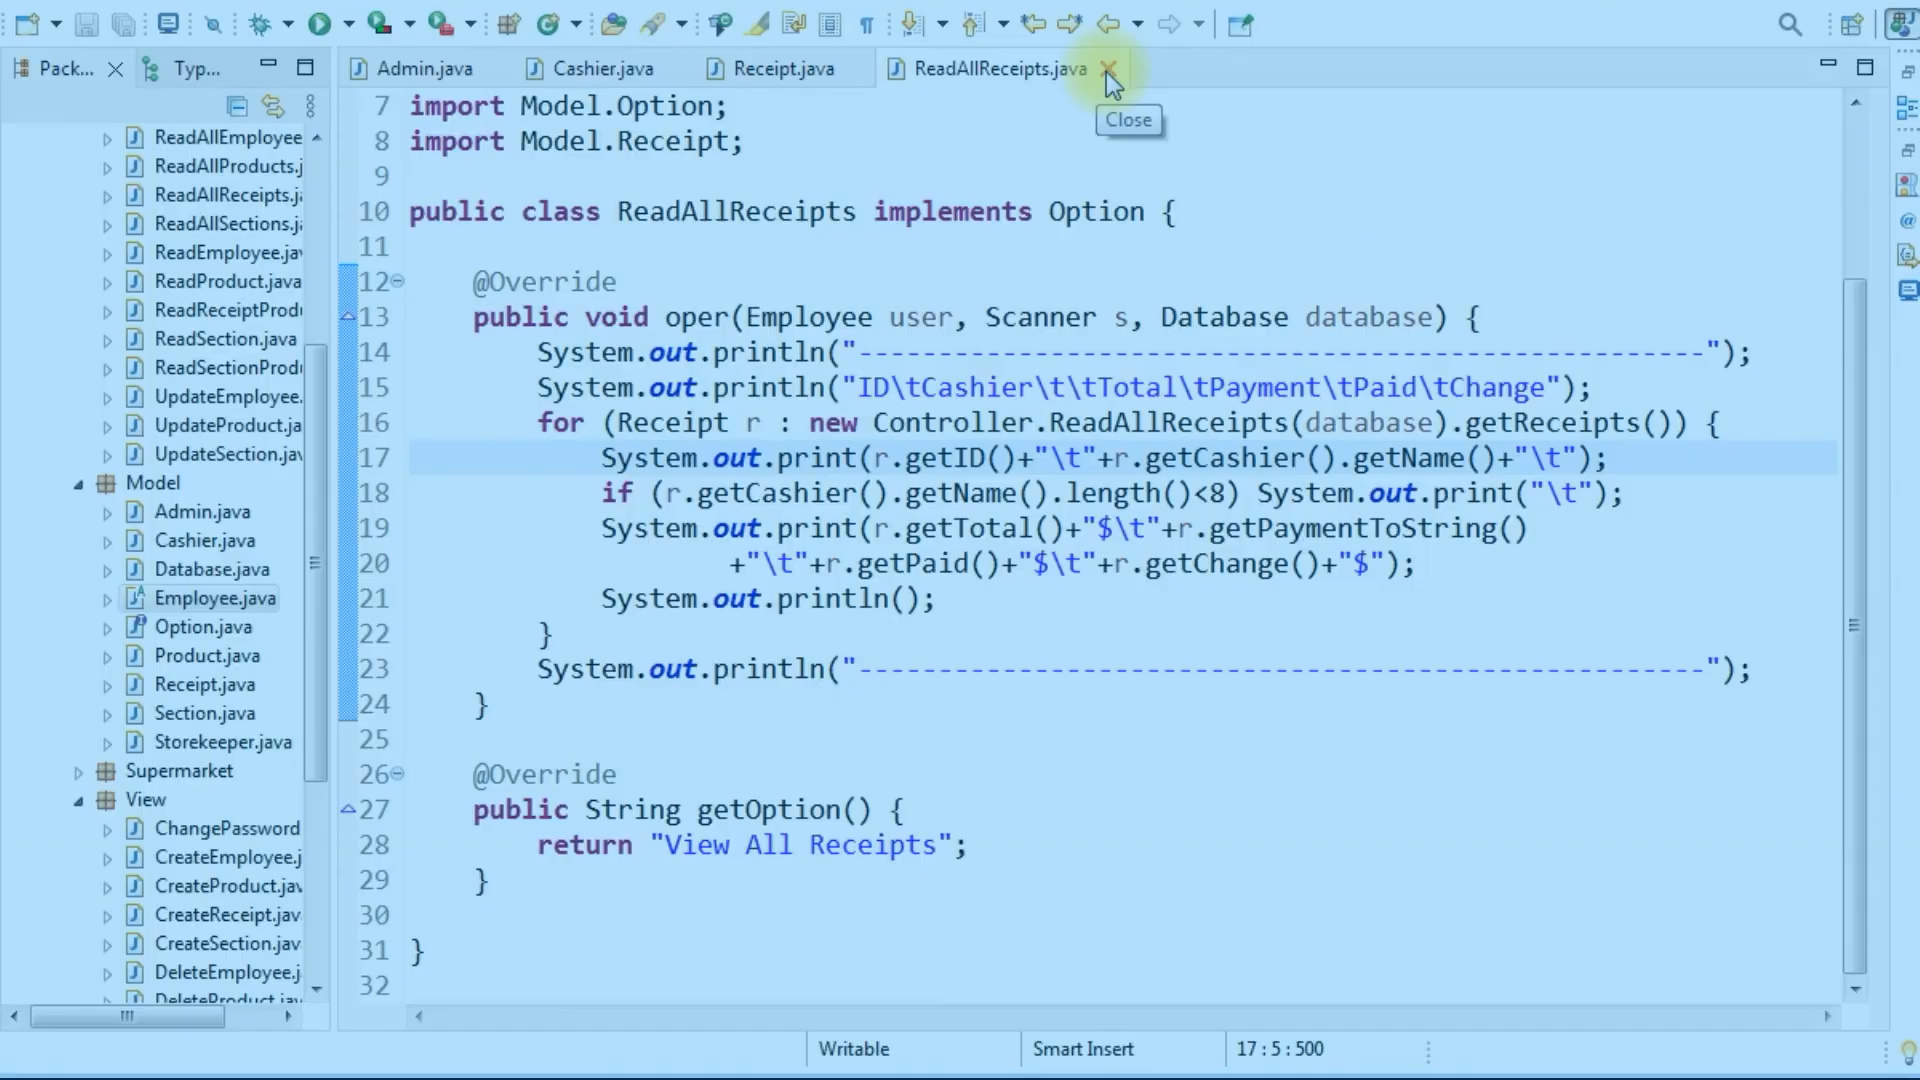 Pack...
Typ...
Admin.java
Cashier.java
Receipt.java
ReadAllReceipts.java
Close
ReadAllEmployee
ReadAllProducts.j
ReadAllReceipts.j
ReadAllSections.j
ReadEmployee.jav
ReadProduct.java
ReadReceiptProd
ReadSection.java
ReadSectionProd
UpdateEmployee.
UpdateProduct.ja
UpdateSection.jav
Model
Admin.java
Cashier.java
Database.java
Employee.java
Option.java
Product.java
Receipt.java
Section.java
Storekeeper.java
Supermarket
View
ChangePassword
CreateEmployee.j
CreateProduct.jav
CreateReceipt.jav
CreateSection.jav
DeleteEmployee.j
DeleteProduct.jav
7 import Model.Option;
8 import Model.Receipt;
9
10 public class ReadAllReceipts implements Option {
11
12 @Override
13 public void oper(Employee user, Scanner s, Database database) {
14 System.out.println("-----------------------------------------------------");
15 System.out.println("ID\tCashier\t\tTotal\tPayment\tPaid\tChange");
16 for (Receipt r : new Controller.ReadAllReceipts(database).getReceipts()) {
17 System.out.print(r.getID()+"\t"+r.getCashier().getName()+"\t");
18 if (r.getCashier().getName().length()<8) System.out.print("\t");
19 System.out.print(r.getTotal()+"$\t"+r.getPaymentToString()
20 +"\t"+r.getPaid()+"$\t"+r.getChange()+"$");
21 System.out.println();
22 }
23 System.out.println("-----------------------------------------------------");
24 }
25
26 @Override
27 public String getOption() {
28 return "View All Receipts";
29 }
30
31 }
32
Writable
Smart Insert
17 : 5 : 500